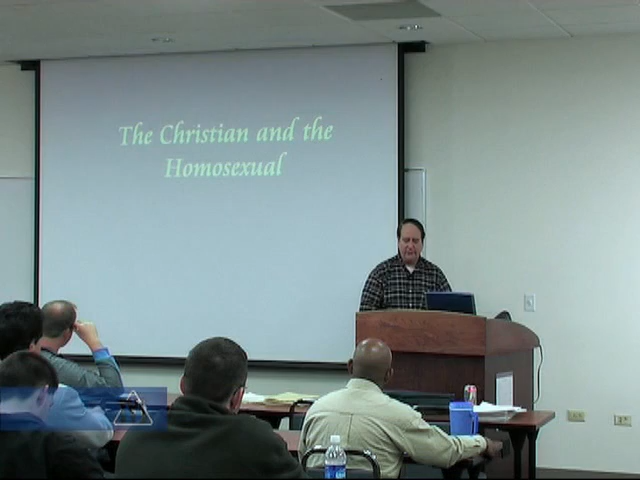 The Christian and the
Homosexual